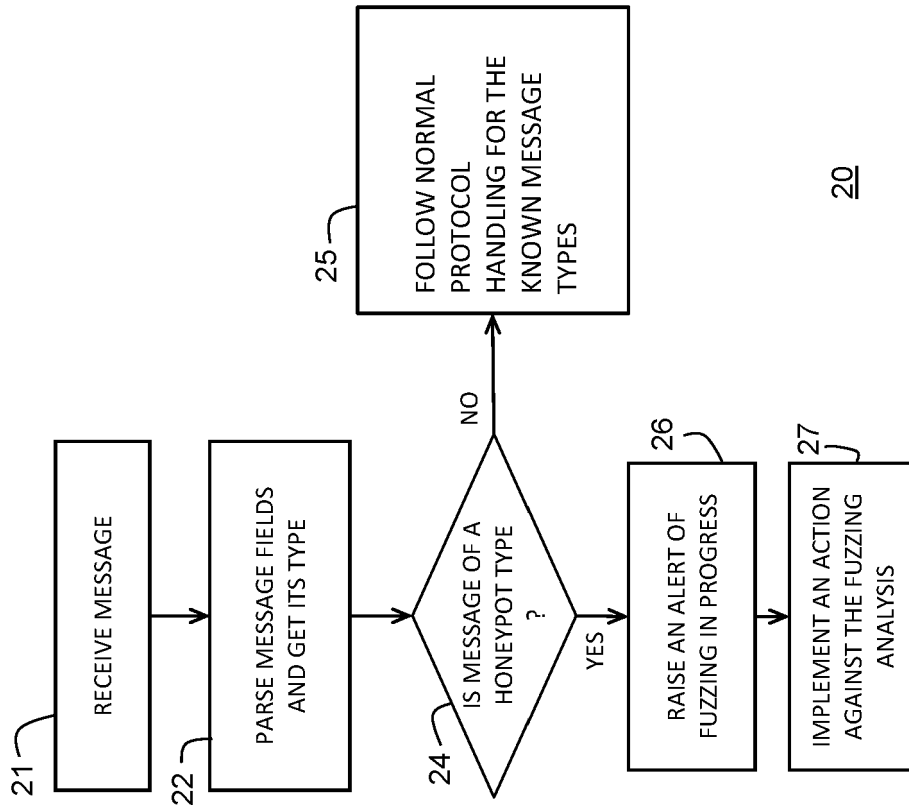 21
RECEIVE MESSAGE
22
PARSE MESSAGE FIELDS
AND GET ITS TYPE
24
IS MESSAGE OF A
HONEYPOT TYPE
?
NO
25
FOLLOW NORMAL
PROTOCOL
HANDLING FOR THE
KNOWN MESSAGE
TYPES
YES
26
RAISE AN ALERT OF
FUZZING IN PROGRESS
27
IMPLEMENT AN ACTION
AGAINST THE FUZZING
ANALYSIS
20